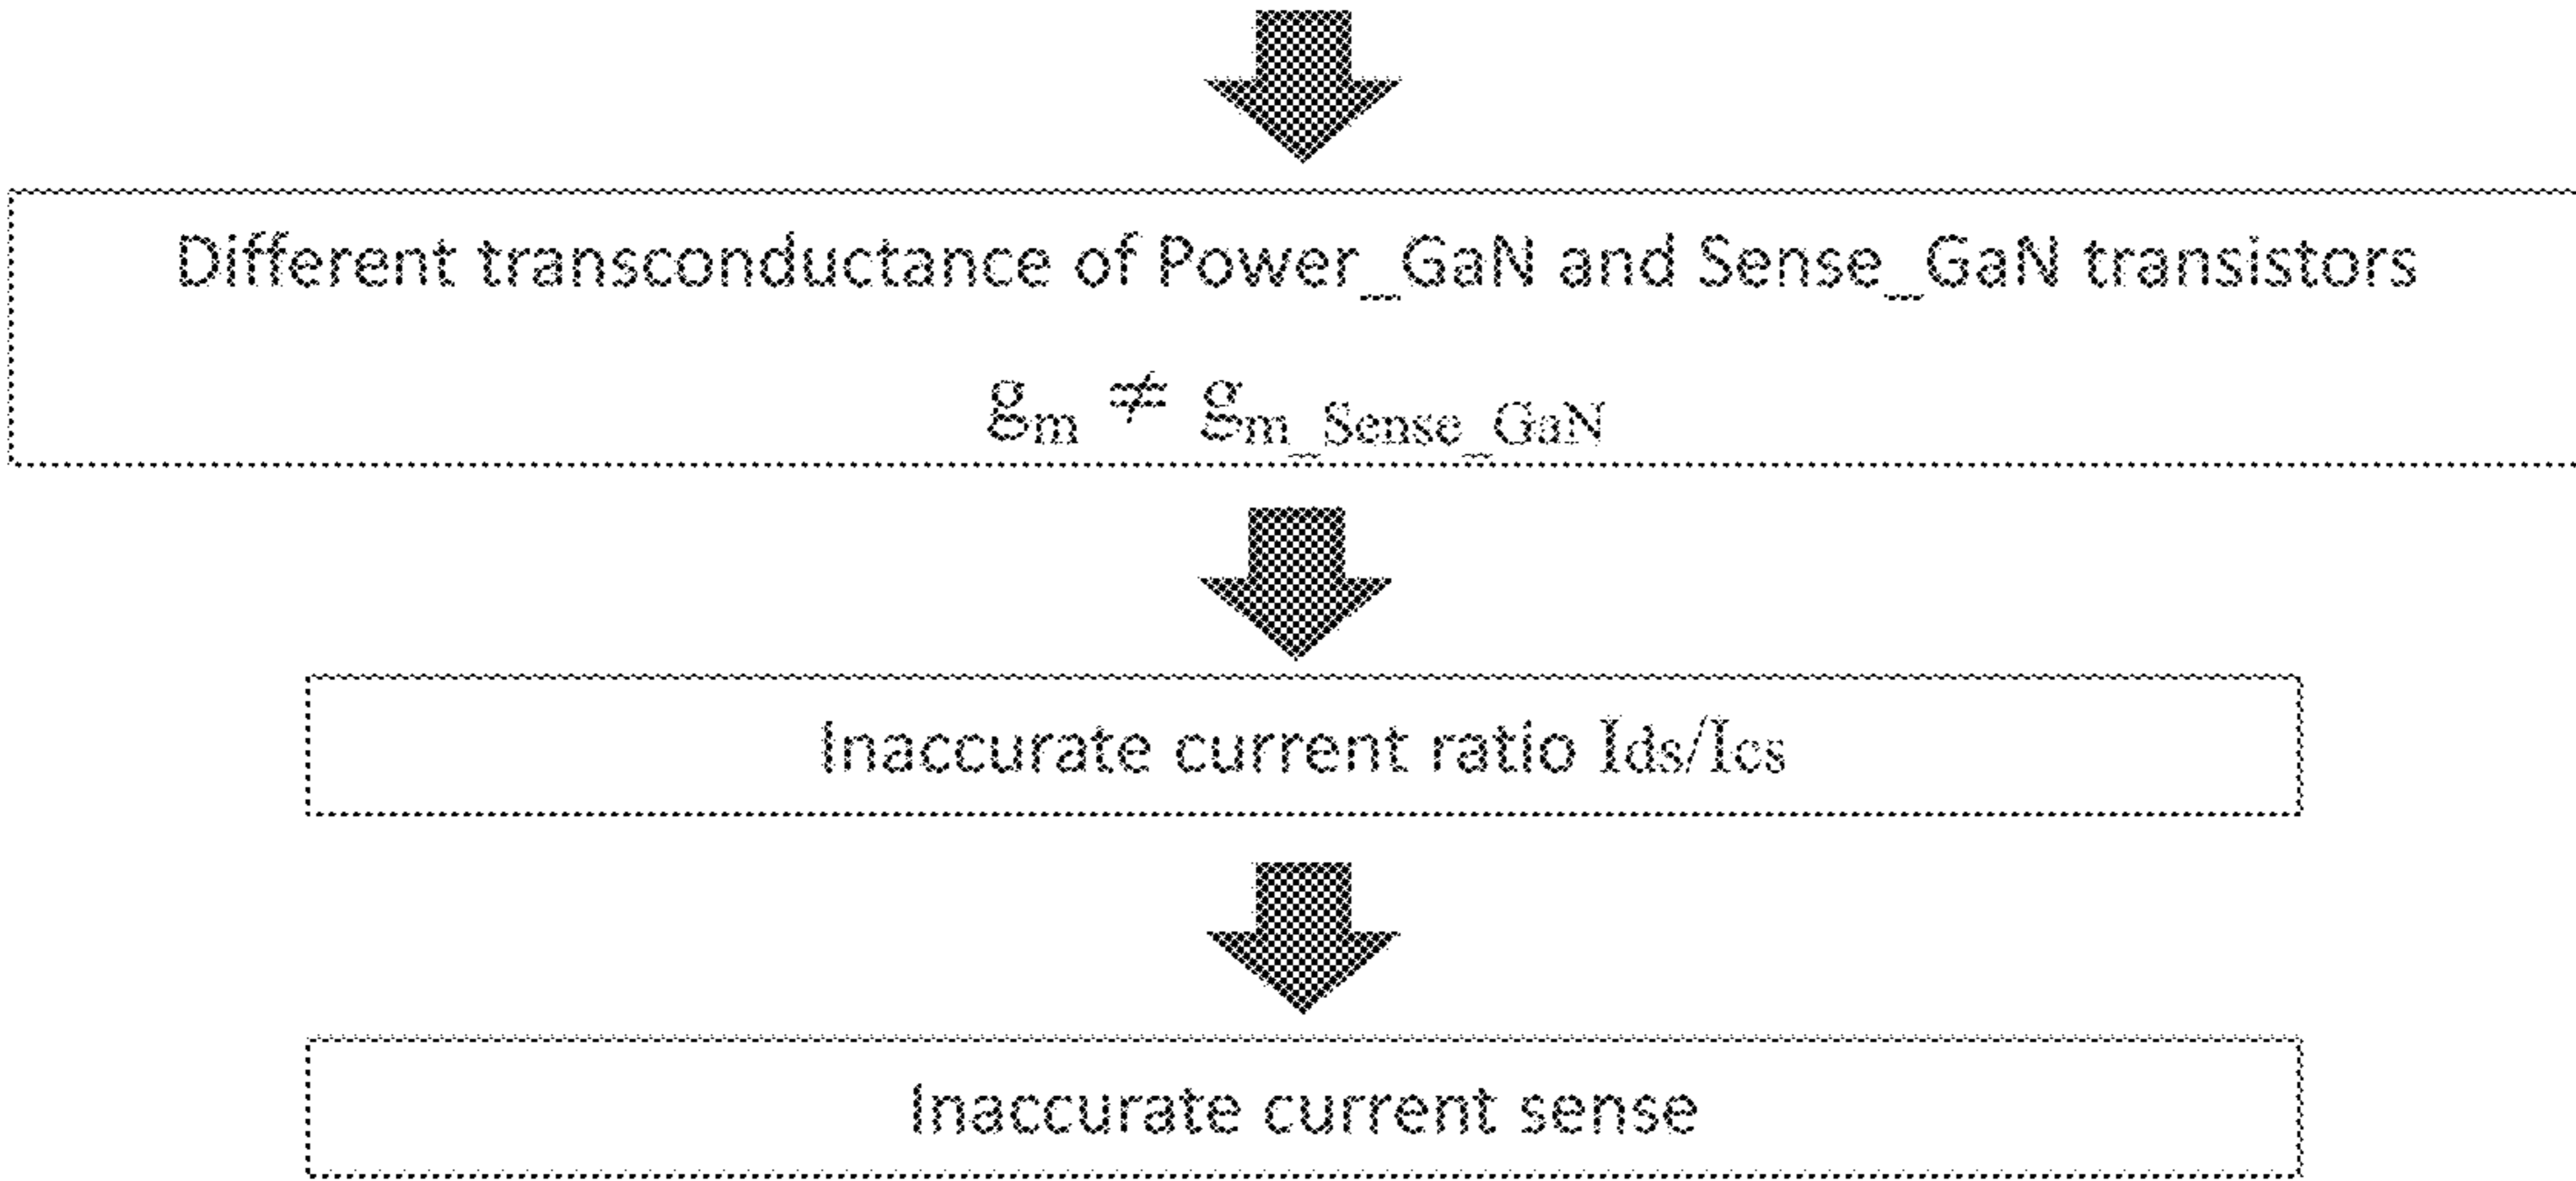 Different transconductance of Power_GaN and Sense_GaN transistors
gm ≠ gm_Sense_GaN
Inaccurate current ratio Ids/Ics
Inaccurate current sense